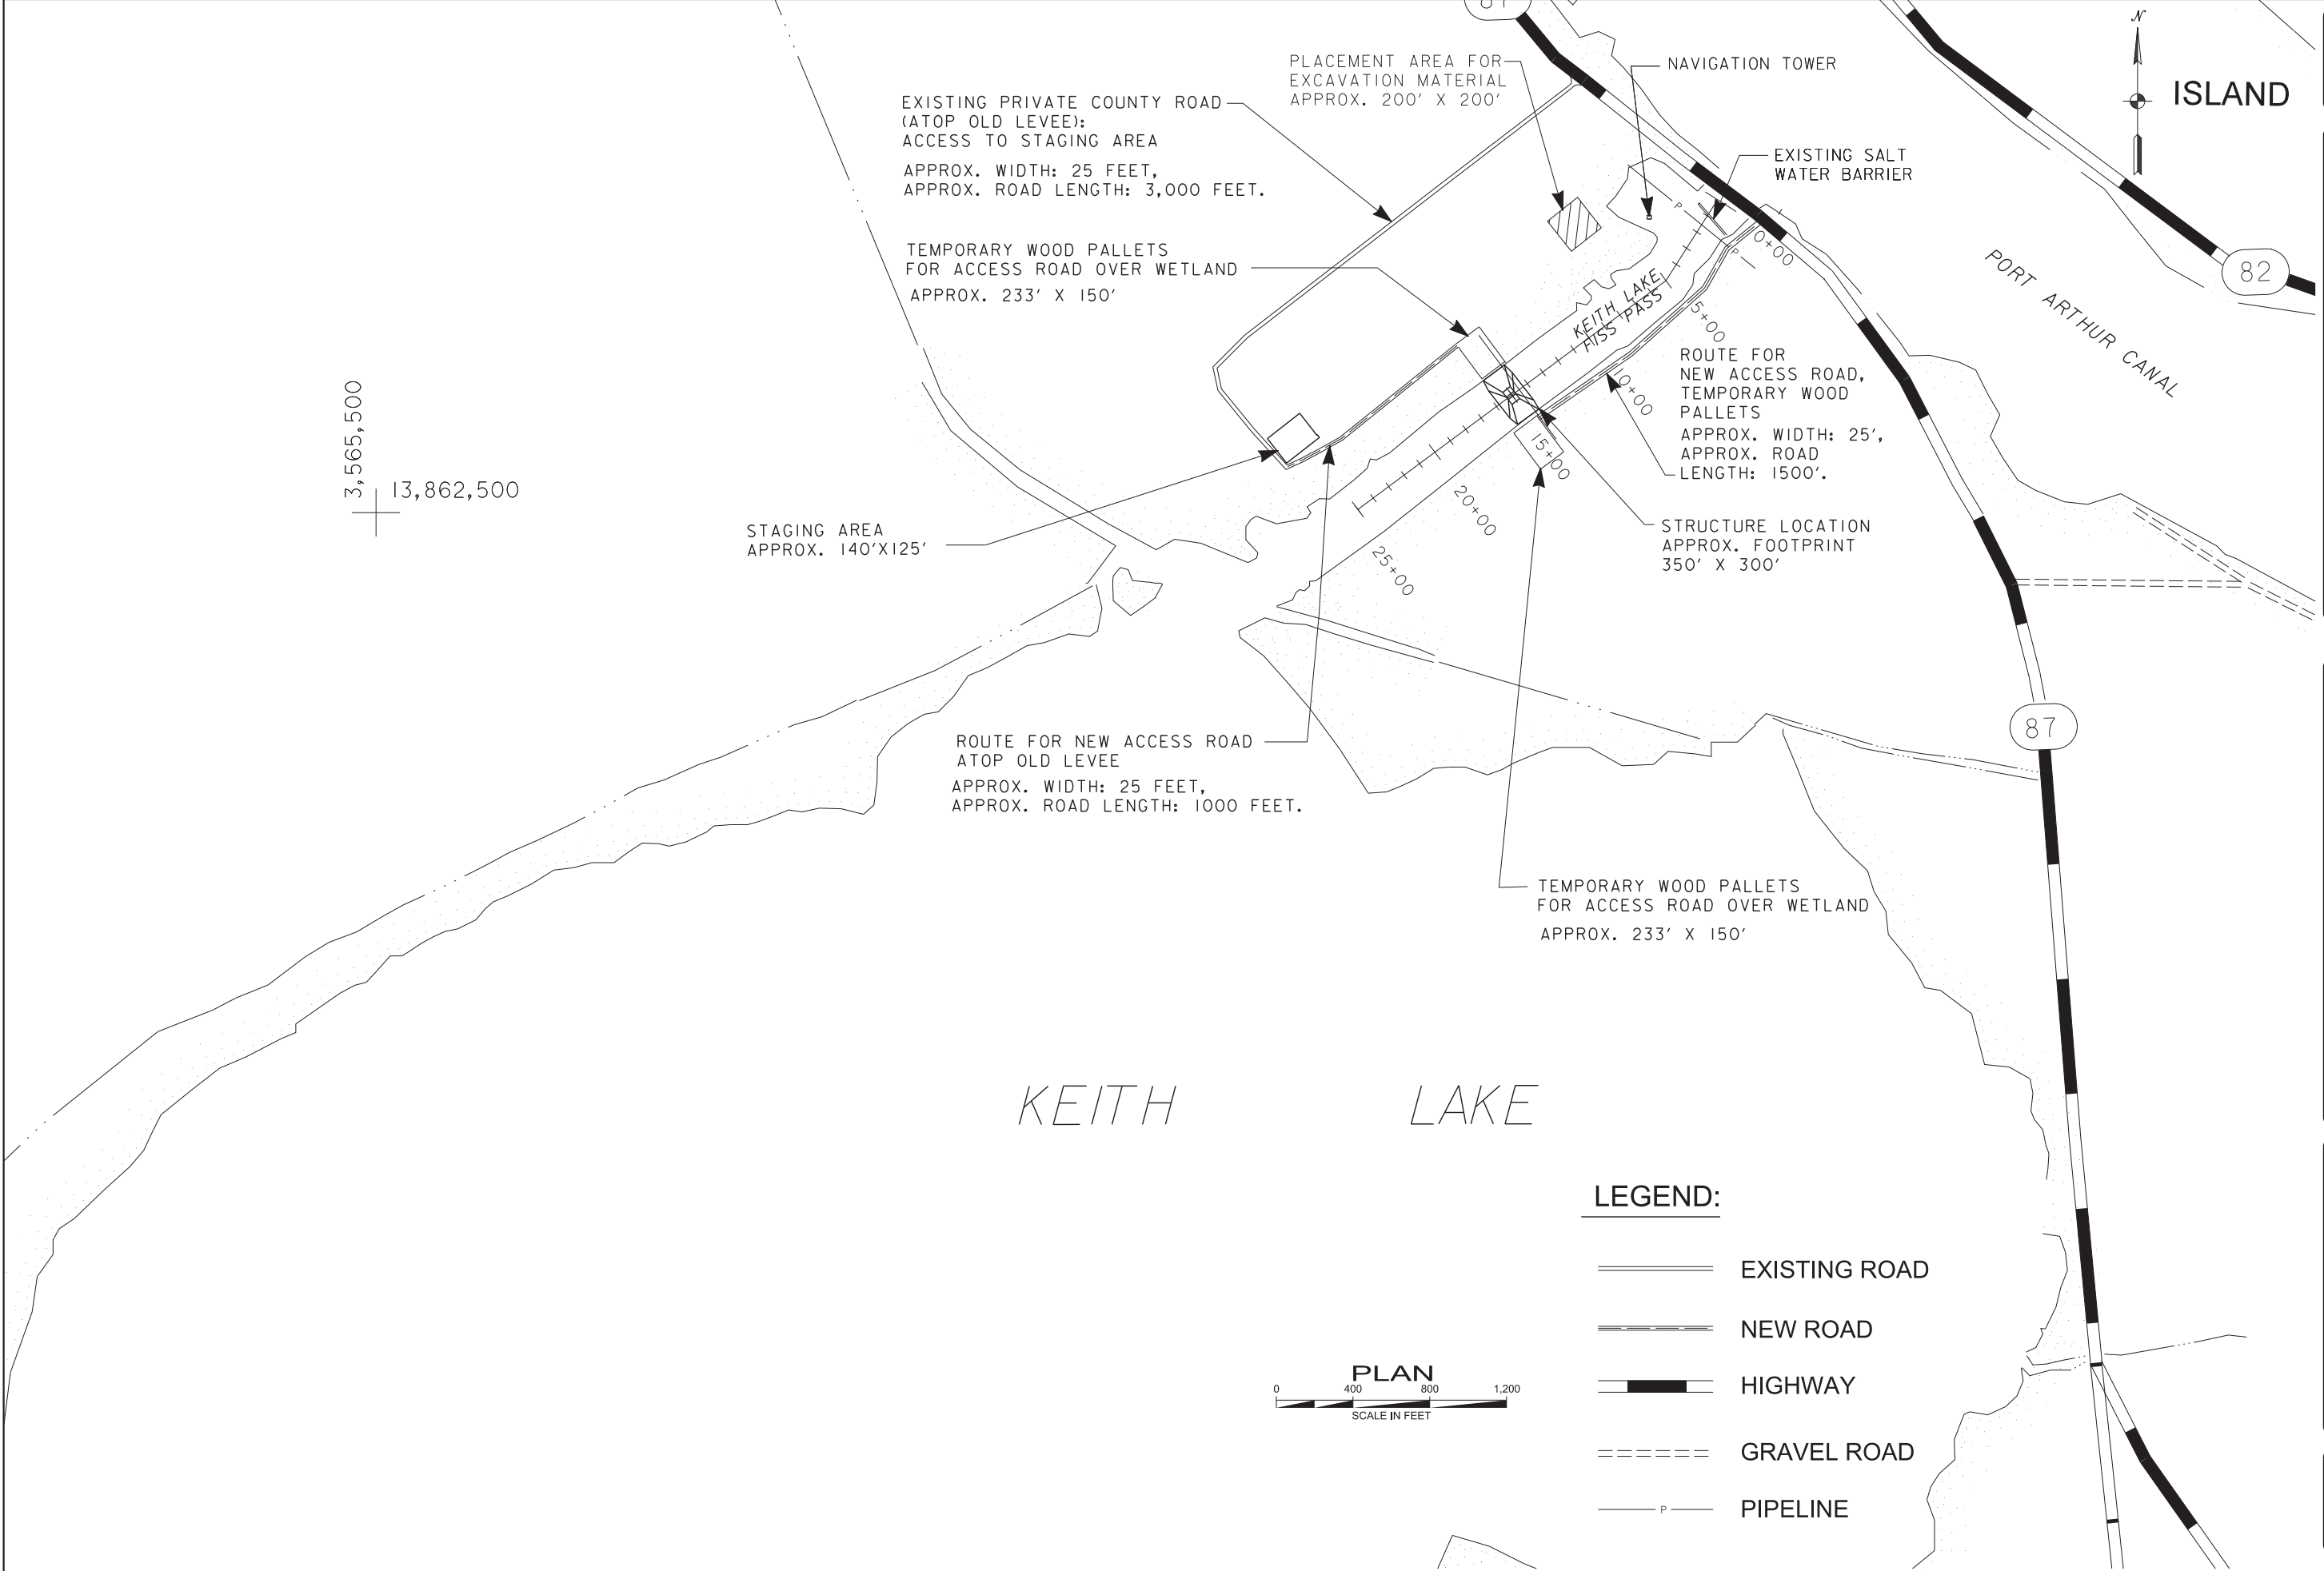 N
ISLAND
PLACEMENT AREA FOR
EXCAVATION MATERIAL
APPROX. 200' X 200'
NAVIGATION TOWER
EXISTING PRIVATE COUNTY ROAD
(ATOP OLD LEVEE):
ACCESS TO STAGING AREA
APPROX. WIDTH: 25 FEET,
APPROX. ROAD LENGTH: 3,000 FEET.
EXISTING SALT
WATER BARRIER
P
P
0+00
TEMPORARY WOOD PALLETS
FOR ACCESS ROAD OVER WETLAND
APPROX. 233' X 150'
PORT ARTHUR CANAL
82
KEITH LAKE
FISS PASS
5+00
10+00
15+00
20+00
25+00
ROUTE FOR
NEW ACCESS ROAD,
TEMPORARY WOOD
PALLETS
APPROX. WIDTH: 25',
APPROX. ROAD
LENGTH: 1500'.
3,565,500
13,862,500
STAGING AREA
APPROX. 140'X125'
STRUCTURE LOCATION
APPROX. FOOTPRINT
350' X 300'
87
ROUTE FOR NEW ACCESS ROAD
ATOP OLD LEVEE
APPROX. WIDTH: 25 FEET,
APPROX. ROAD LENGTH: 1000 FEET.
TEMPORARY WOOD PALLETS
FOR ACCESS ROAD OVER WETLAND
APPROX. 233' X 150'
KEITH LAKE
LEGEND:
EXISTING ROAD
NEW ROAD
HIGHWAY
GRAVEL ROAD
P PIPELINE
PLAN
0 400 800 1,200
SCALE IN FEET